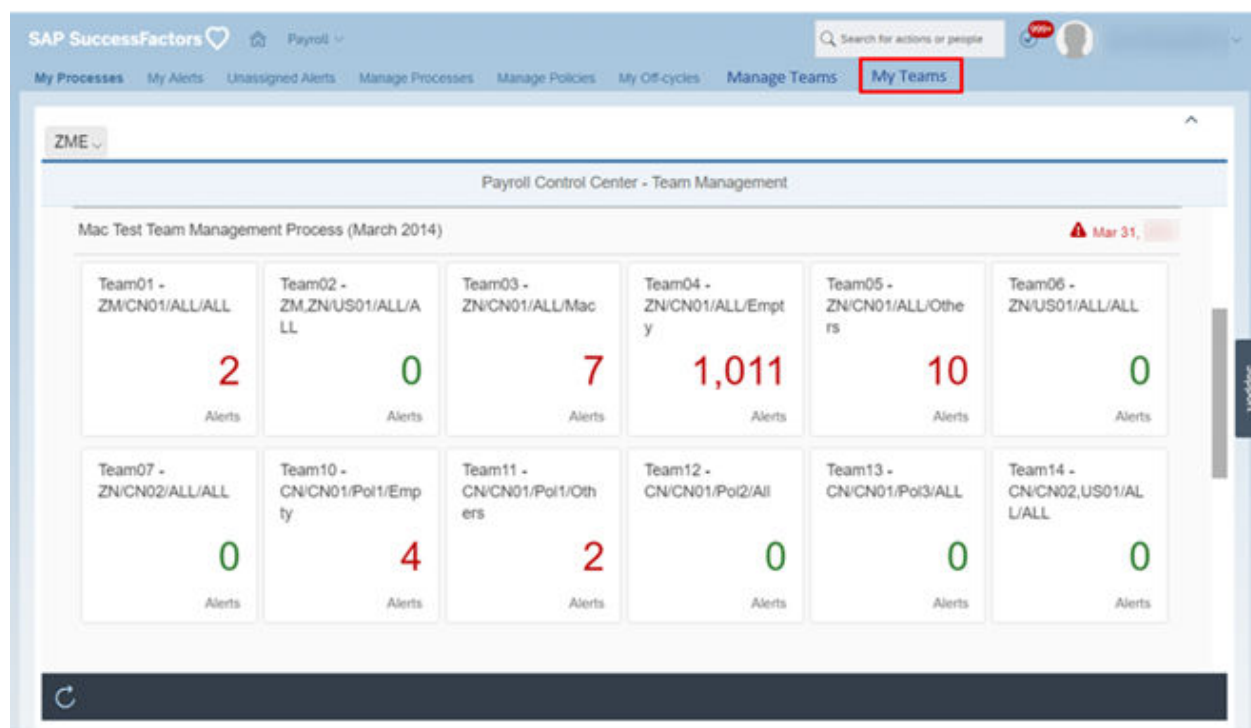 SAP SuccessFactors Payroll Search for actions or people 999+
My Processes My Alerts Unassigned Alerts Manage Processes Manage Policies My Off-cycles Manage Teams My Teams
ZME
Payroll Control Center - Team Management
Mac Test Team Management Process (March 2014) Mar 31,
Team01 -
ZM/CN01/ALL/ALL
2
Alerts
Team02 -
ZM,ZN/US01/ALL/A
LL
0
Alerts
Team03 -
ZN/CN01/ALL/Mac
7
Alerts
Team04 -
ZN/CN01/ALL/Empt
y
1,011
Alerts
Team05 -
ZN/CN01/ALL/Othe
rs
10
Alerts
Team06 -
ZN/US01/ALL/ALL
0
Alerts
Team07 -
ZN/CN02/ALL/ALL
0
Alerts
Team10 -
CN/CN01/Pol1/Emp
ty
4
Alerts
Team11 -
CN/CN01/Pol1/Oth
ers
2
Alerts
Team12 -
CN/CN01/Pol2/All
0
Alerts
Team13 -
CN/CN01/Pol3/ALL
0
Alerts
Team14 -
CN/CN02,US01/AL
L/ALL
0
Alerts